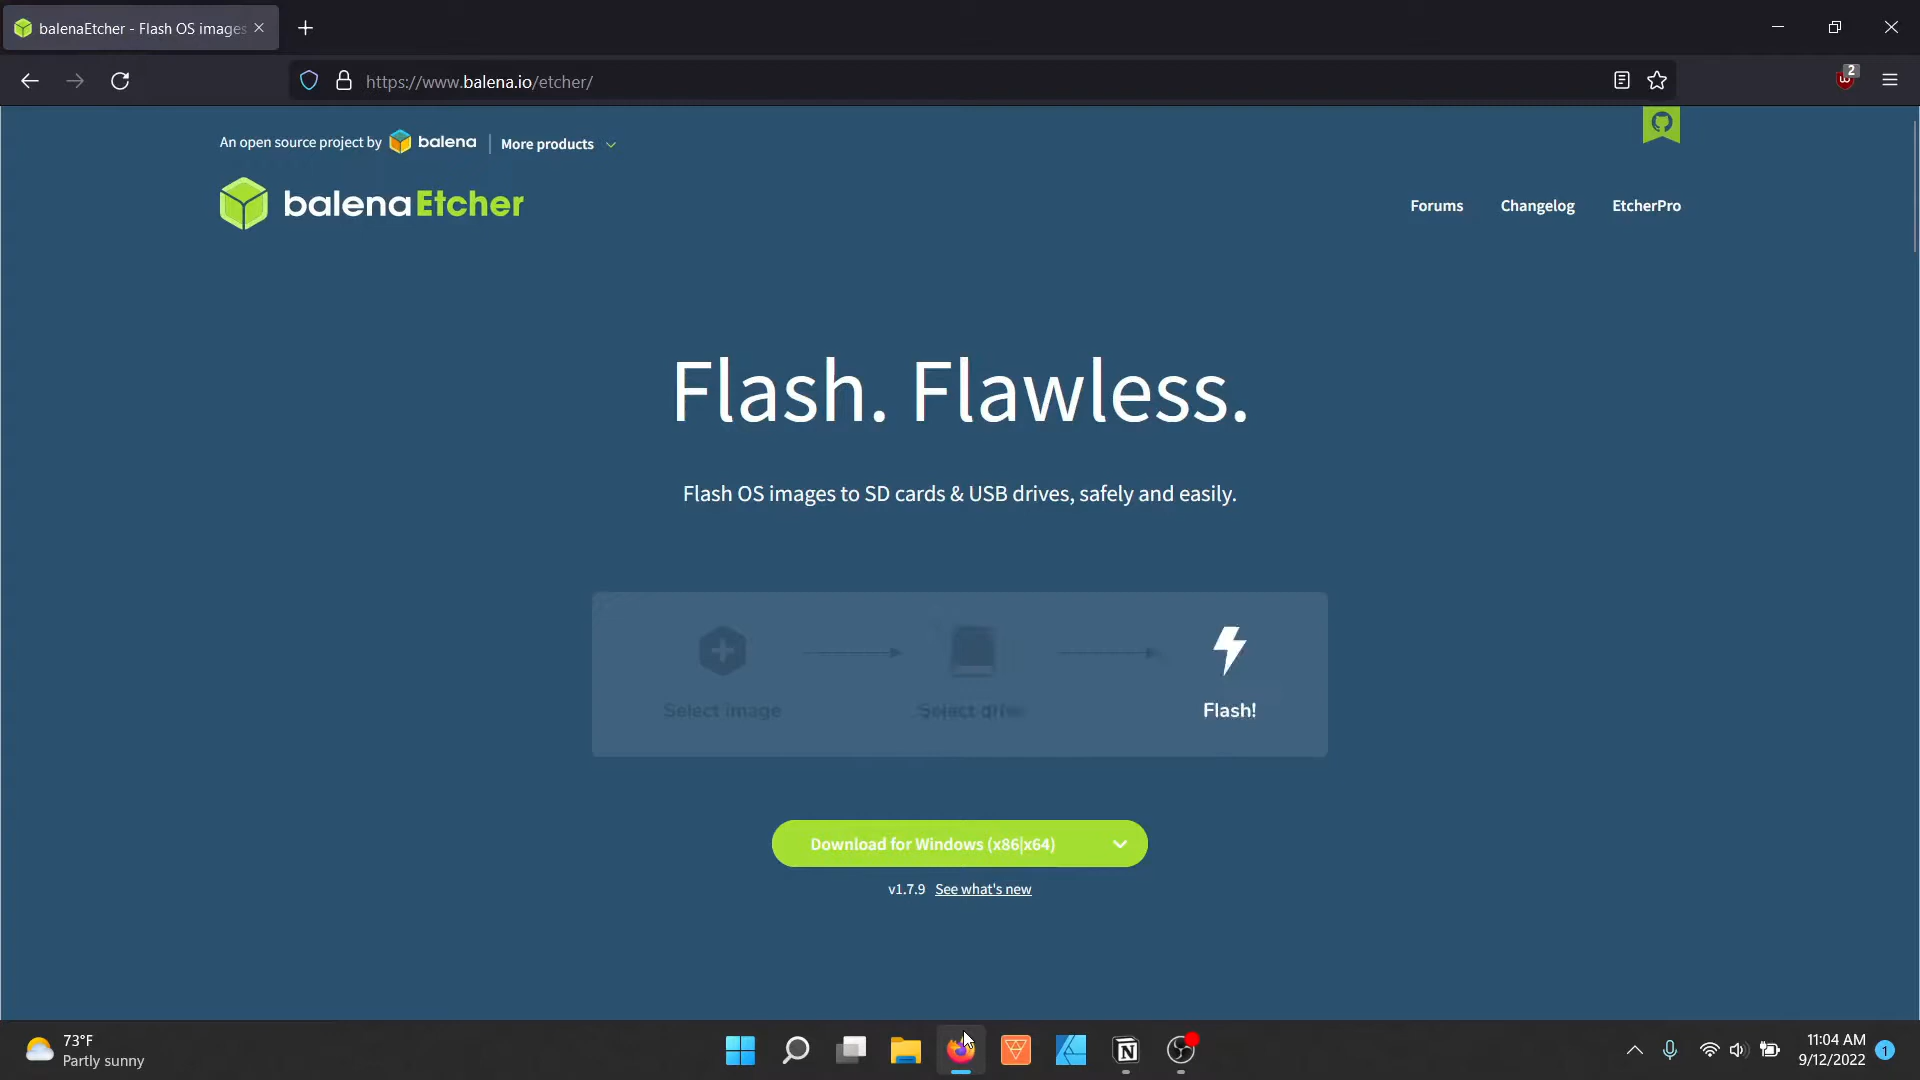 balenaEtcher - Flash OS images
https://www.balena.io/etcher/
2
An open source project by balena | More products
balenaEtcher
Forums Changelog EtcherPro
Flash. Flawless.
Flash OS images to SD cards & USB drives, safely and easily.
Select image Select drive Flash!
Download for Windows (x86|x64)
v1.7.9 See what's new
73°F
Partly sunny
11:04 AM
9/12/2022
1